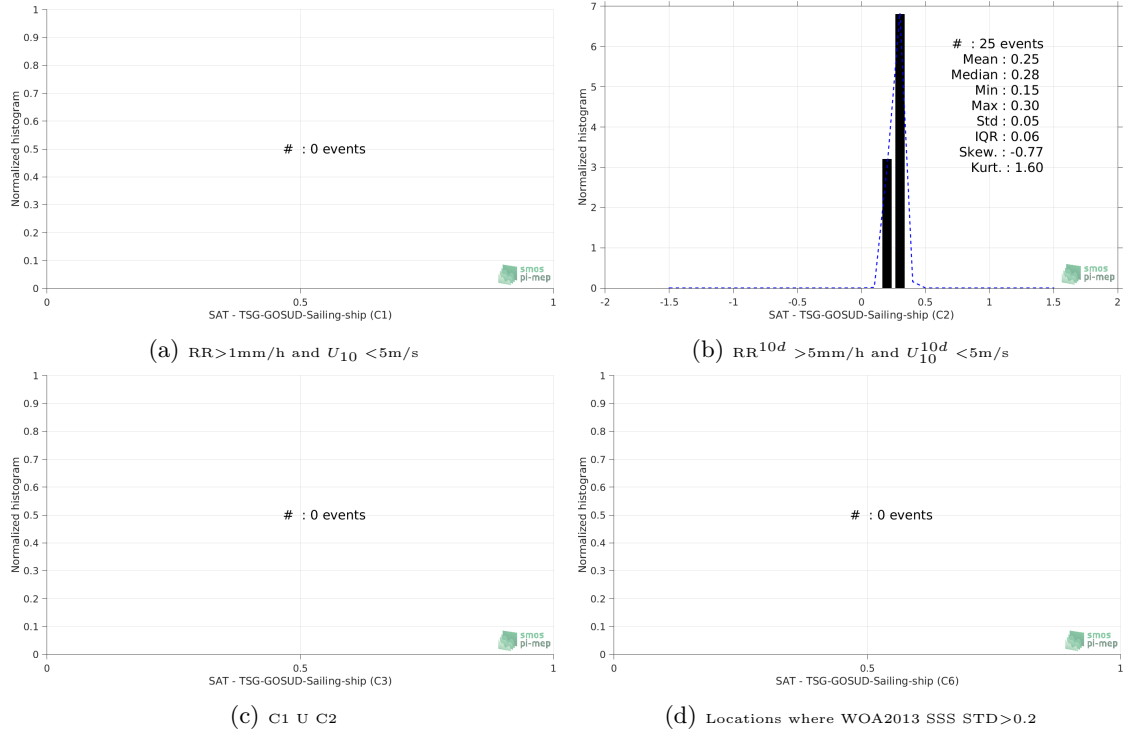 1
0.9
0.8
0.7
0.6
0.5
0.4
0.3
0.2
0.1
0
Normalized histogram
# : 0 events
smos
pi-mep
0 0.5 1
SAT - TSG-GOSUD-Sailing-ship (C1)
(a) RR>1mm/h and U10 <5m/s
7
6
5
4
3
2
1
0
Normalized histogram
# : 25 events
Mean : 0.25
Median : 0.28
Min : 0.15
Max : 0.30
Std : 0.05
IQR : 0.06
Skew. : -0.77
Kurt. : 1.60
smos
pi-mep
-2 -1 -0.5 0 0.5 1 1.5 2
SAT - TSG-GOSUD-Sailing-ship (C2)
(b) RR10d >5mm/h and U10d10 <5m/s
1
0.9
0.8
0.7
0.6
0.5
0.4
0.3
0.2
0.1
0
Normalized histogram
# : 0 events
smos
pi-mep
0 0.5 1
SAT - TSG-GOSUD-Sailing-ship (C3)
(c) C1 U C2
1
0.9
0.8
0.7
0.6
0.5
0.4
0.3
0.2
0.1
0
Normalized histogram
# : 0 events
smos
pi-mep
0 0.5 1
SAT - TSG-GOSUD-Sailing-ship (C6)
(d) Locations where WOA2013 SSS STD>0.2